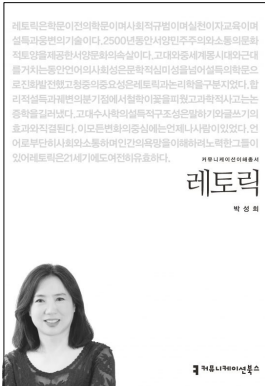 레토릭은학문이전의학문이며사회적규범이며실천이자교육이며
설득과웅변의기술이다.2500년동안서양민주주의와소통의문화
적토양을제공한서양문화의속살이다.고대와중세계몽시대와근대
를거치는동안언어의사회성은문학적심미성을넘어설득의학문으
로진화발전했고청중의중요성은레토릭과논리학을구분지었다.합
리적설득과궤변의분기점에서철학이꽃을피웠고과학적사고는논
증학을길러냈다.고대수사학의설득적구조성은말하기와글쓰기의
효과와직결된다.이모든변화의중심에는언제나사람이있었다.언
어로부단히사회와소통하며인간의욕망을이해하려노력한그들이
있어레토릭은21세기에도여전히유효하다.
커뮤니케이션이해총서
레토릭
박성희
커뮤니케이션북스